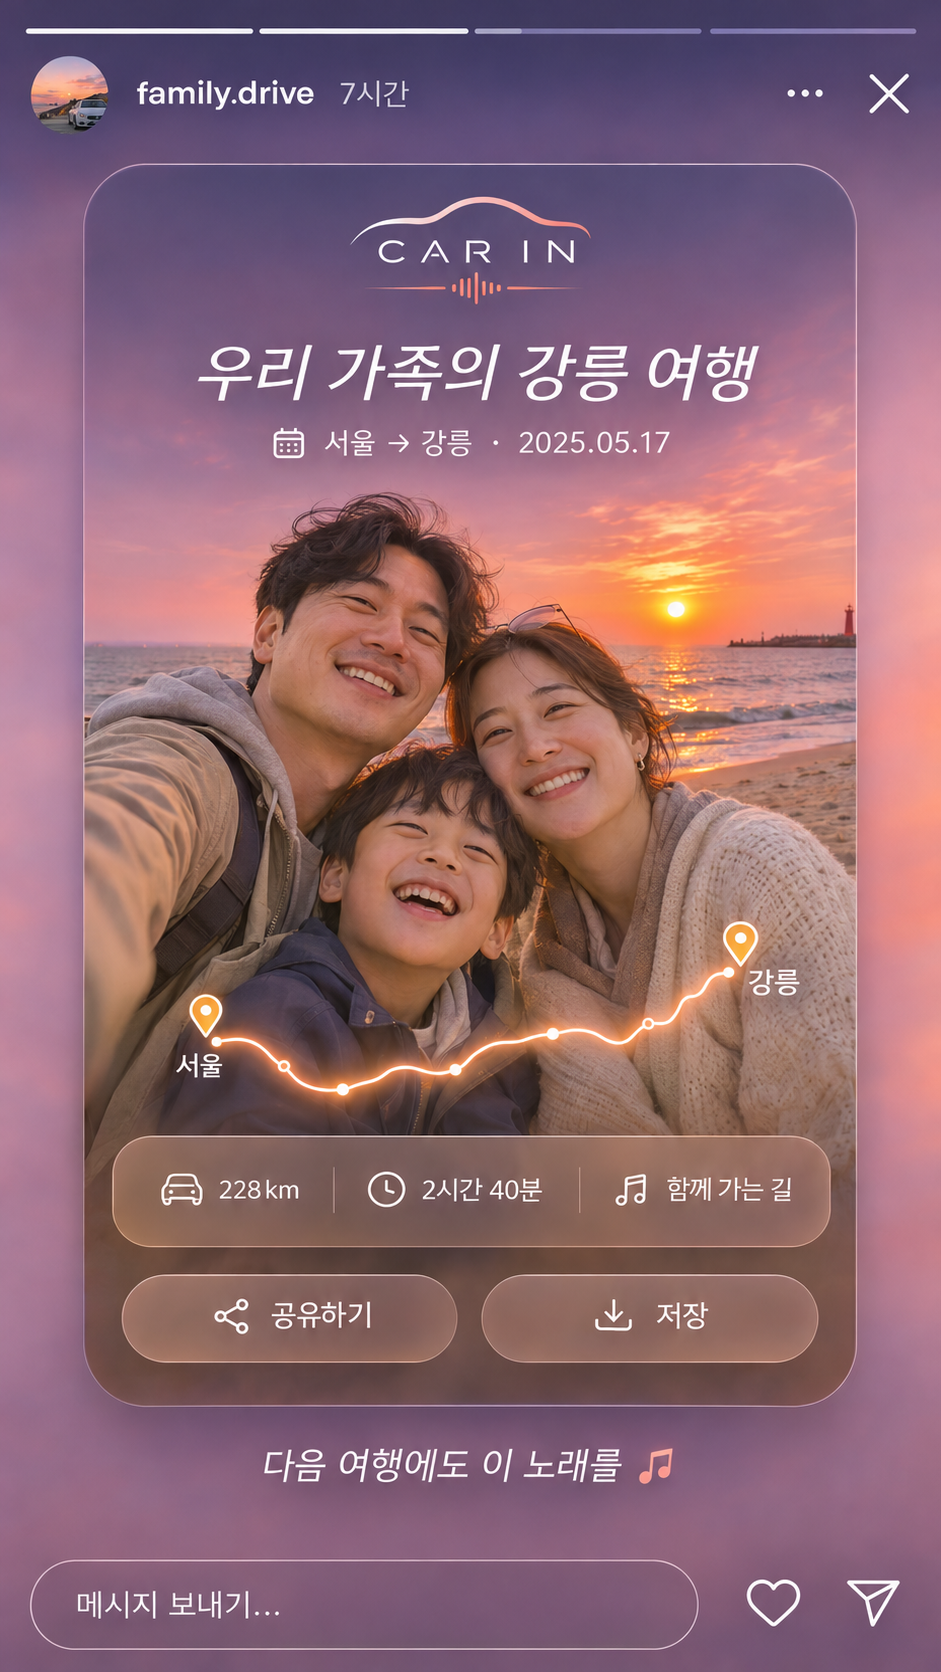 family.drive 7시간
CAR IN
우리 가족의 강릉 여행
서울 → 강릉 · 2025.05.17
강릉
서울
228 km
2시간 40분
함께 가는 길
공유하기
저장
다음 여행에도 이 노래를
메시지 보내기...